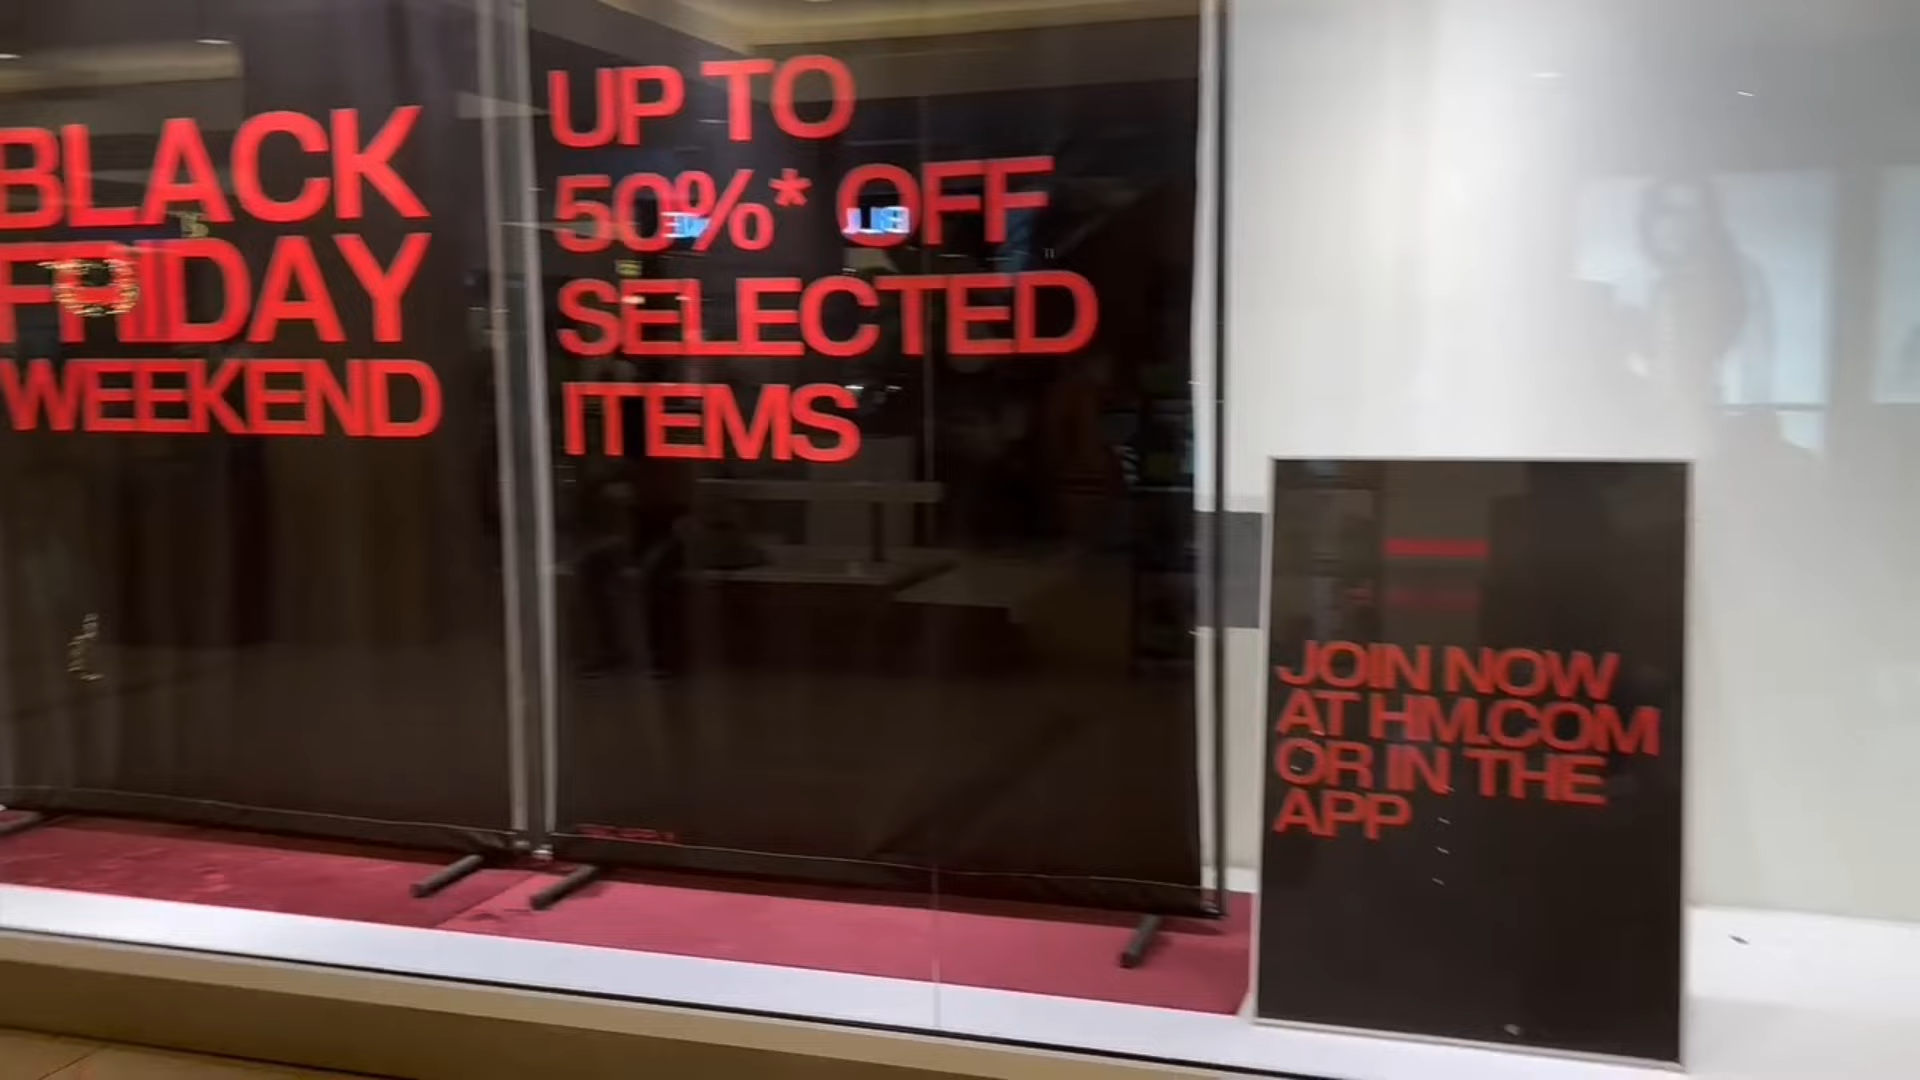 BLACK
FRIDAY
WEEKEND
UP TO
50%* OFF
SELECTED
ITEMS
JOIN NOW
AT HM.COM
OR IN THE
APP